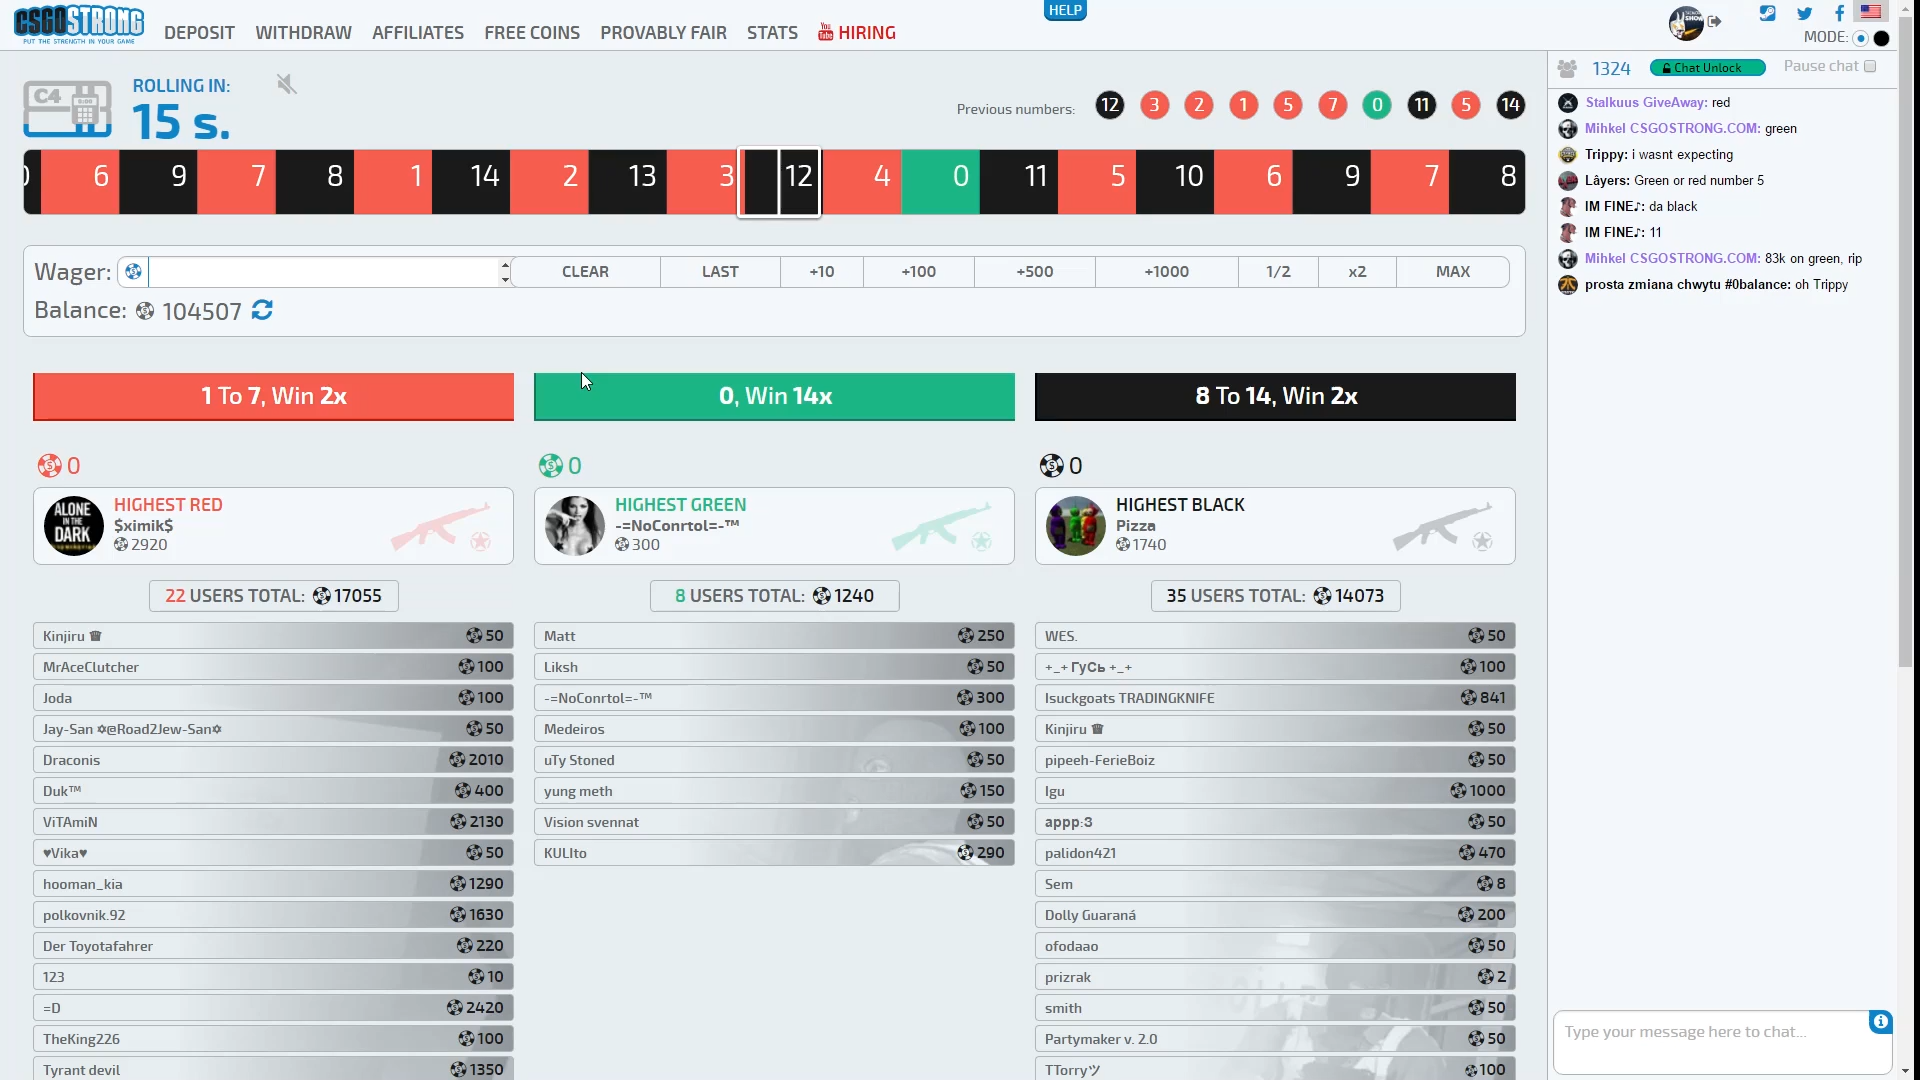 CSGOSTRONG
PUT THE STRENGTH IN YOUR GAME
DEPOSIT WITHDRAW AFFILIATES FREE COINS PROVABLY FAIR STATS You Tube HIRING
HELP
MODE:
C4
ROLLING IN:
15 s.
Previous numbers: 12 3 2 1 5 7 0 11 5 14
6 9 7 8 1 14 2 13 3 12 4 0 11 5 10 6 9 7 8
Wager: CLEAR LAST +10 +100 +500 +1000 1/2 x2 MAX
Balance: 104507
1 To 7, Win 2x
0
HIGHEST RED
ALONE IN THE DARK
$ximik$
2920
22 USERS TOTAL: 17055
Kinjiru ♛ 50
MrAceClutcher 100
Joda 100
Jay-San ✡@Road2Jew-San✡ 50
Draconis 2010
Duk™ 400
ViTAmiN 2130
♥Vika♥ 50
hooman_kia 1290
polkovnik.92 1630
Der Toyotafahrer 220
123 10
=D 2420
TheKing226 100
Tyrant devil 1350
0, Win 14x
0
HIGHEST GREEN
-=NoConrtol=-™
300
8 USERS TOTAL: 1240
Matt 250
Liksh 50
-=NoConrtol=-™ 300
Medeiros 100
uTy Stoned 50
yung meth 150
Vision svennat 50
KULIto 290
8 To 14, Win 2x
0
HIGHEST BLACK
Pizza
1740
35 USERS TOTAL: 14073
WES. 50
+_+ ГуСь +_+ 100
Isuckgoats TRADINGKNIFE 841
Kinjiru ♛ 50
pipeeh-FerieBoiz 50
Igu 1000
appp:3 50
palidon421 470
Sem 8
Dolly Guaraná 200
ofodaao 50
prizrak 2
smith 50
Partymaker v. 2.0 50
TTorryツ 100
1324 Chat Unlock Pause chat
Stalkuus GiveAway: red
Mihkel CSGOSTRONG.COM: green
Trippy: i wasnt expecting
Lâyers: Green or red number 5
IM FINE♪: da black
IM FINE♪: 11
Mihkel CSGOSTRONG.COM: 83k on green, rip
prosta zmiana chwytu #0balance: oh Trippy
Type your message here to chat...